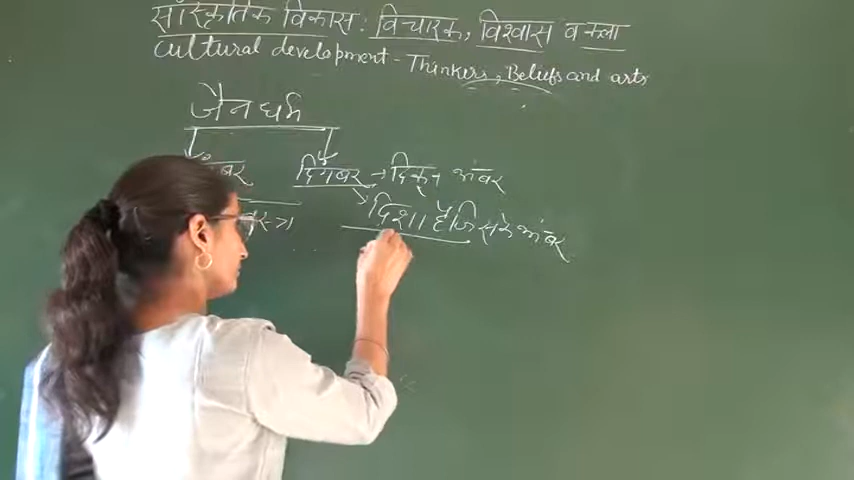 सांस्कृतिक विकास: विचारक, विश्वास व कला
Cultural development - Thinkers, Beliefs and arts
जैन धर्म
दिगंबर → दिक् + अंबर
दिशा है जिसके अंबर